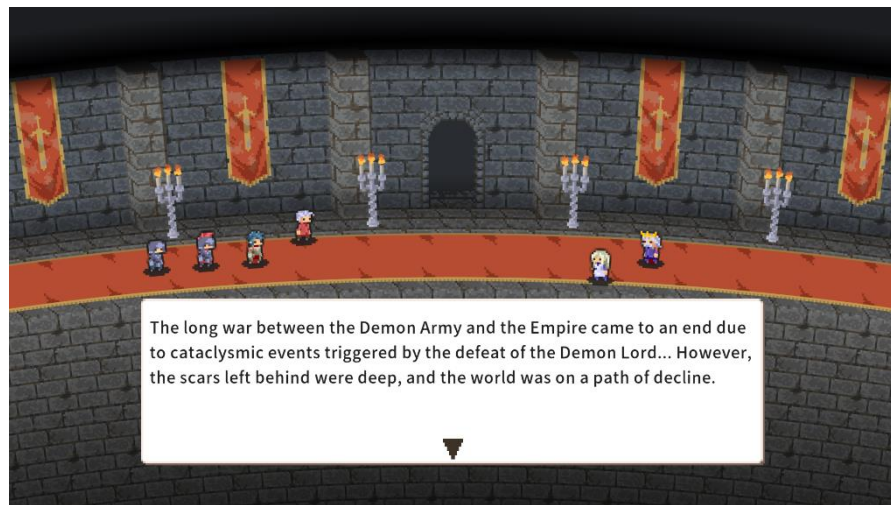 The long war between the Demon Army and the Empire came to an end due
to cataclysmic events triggered by the defeat of the Demon Lord... However,
the scars left behind were deep, and the world was on a path of decline.